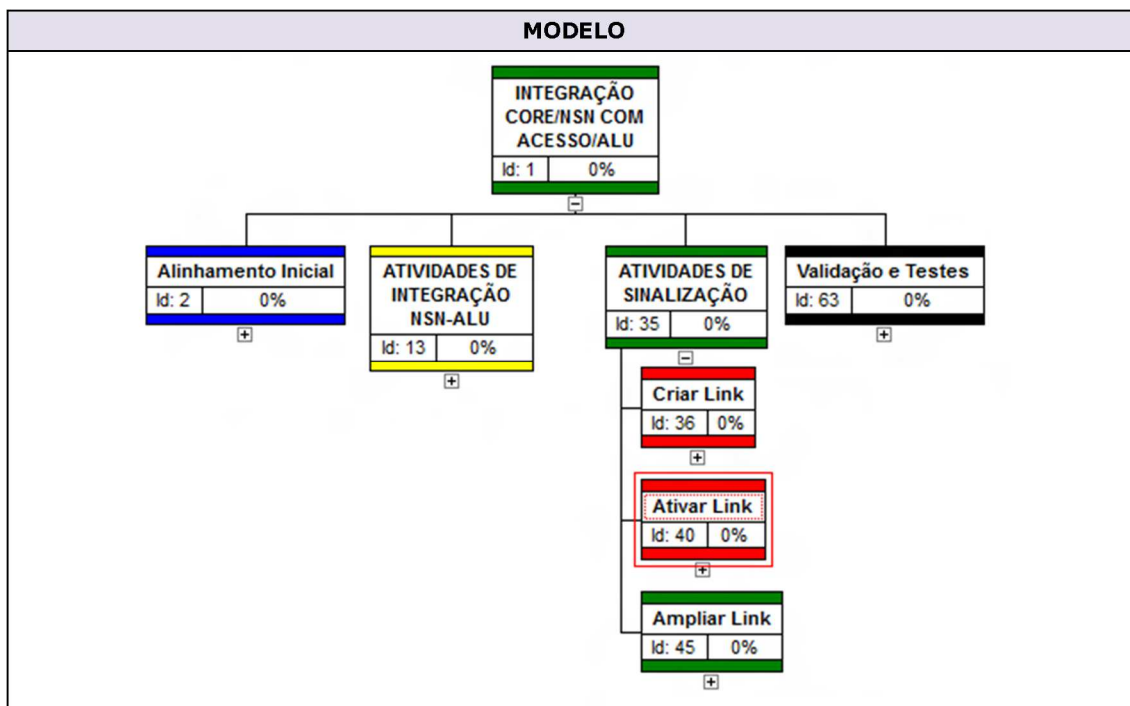 MODELO
INTEGRAÇÃO
CORE/NSN COM
ACESSO/ALU
Id: 1 0%
Alinhamento Inicial
Id: 2 0%
ATIVIDADES DE
INTEGRAÇÃO
NSN-ALU
Id: 13 0%
ATIVIDADES DE
SINALIZAÇÃO
Id: 35 0%
Validação e Testes
Id: 63 0%
Criar Link
Id: 36 0%
Ativar Link
Id: 40 0%
Ampliar Link
Id: 45 0%